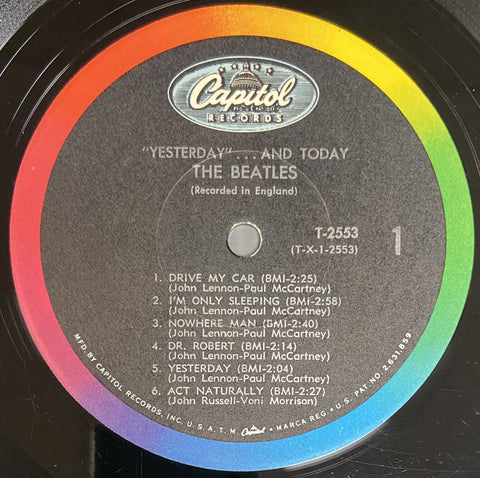 Capitol
RECORDS
"YESTERDAY"...AND TODAY
THE BEATLES
(Recorded in England)
T-2553
(T-X-1-2553)
1
1. DRIVE MY CAR (BMI-2:25)
(John Lennon-Paul McCartney)
2. I'M ONLY SLEEPING (BMI-2:58)
(John Lennon-Paul McCartney)
3. NOWHERE MAN (BMI-2:40)
(John Lennon-Paul McCartney)
4. DR. ROBERT (BMI-2:14)
(John Lennon-Paul McCartney)
5. YESTERDAY (BMI-2:04)
(John Lennon-Paul McCartney)
6. ACT NATURALLY (BMI-2:27)
(John Russell-Voni Morrison)
MFD. BY CAPITOL RECORDS, INC. U.S.A. T.M. Capitol MARCA REG. • U.S. PAT. NO. 2,631,859